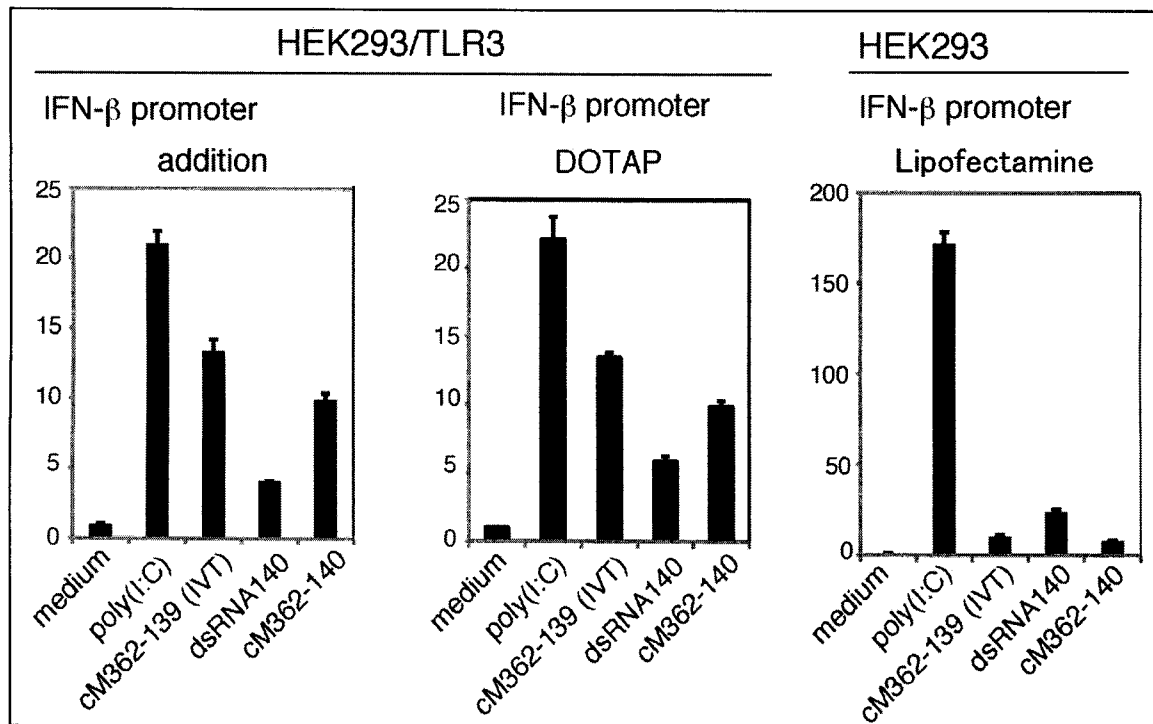 HEK293/TLR3
HEK293
IFN-β promoter
addition
IFN-β promoter
DOTAP
IFN-β promoter
Lipofectamine
25
20
15
10
5
0
medium
poly(I:C)
cM362-139 (IVT)
dsRNA140
cM362-140
25
20
15
10
5
0
medium
poly(I:C)
cM362-139 (IVT)
dsRNA140
cM362-140
200
150
100
50
0
medium
poly(I:C)
cM362-139 (IVT)
dsRNA140
cM362-140